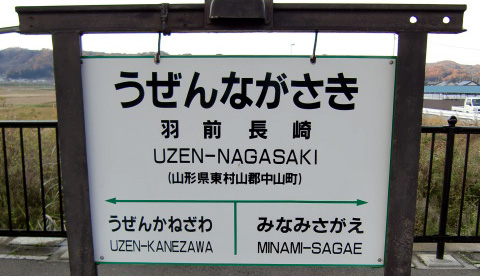 うぜんながさき
羽前長崎
UZEN-NAGASAKI
(山形県東村山郡中山町)
うぜんかねざわ みなみさがえ
UZEN-KANEZAWA MINAMI-SAGAE